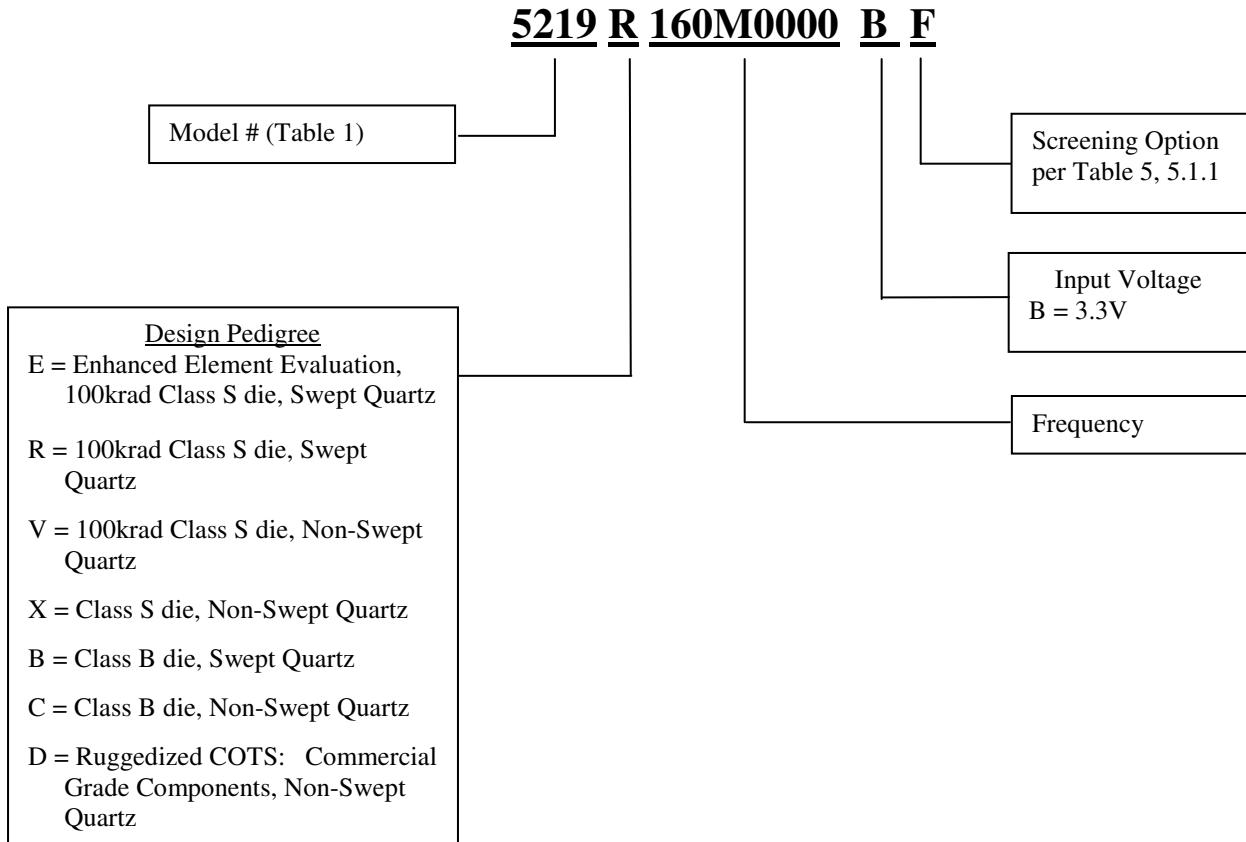 5219 R 160M0000 B F
Model # (Table 1)
Screening Option
per Table 5, 5.1.1
Input Voltage
B = 3.3V
Frequency
Design Pedigree
E = Enhanced Element Evaluation,
100krad Class S die, Swept Quartz
R = 100krad Class S die, Swept
Quartz
V = 100krad Class S die, Non-Swept
Quartz
X = Class S die, Non-Swept Quartz
B = Class B die, Swept Quartz
C = Class B die, Non-Swept Quartz
D = Ruggedized COTS: Commercial
Grade Components, Non-Swept
Quartz